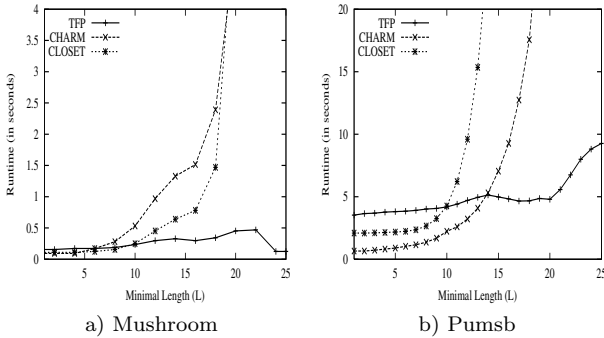 4
3.5
3
2.5
2
1.5
1
0.5
0
5
10
15
20
25
Runtime (in seconds)
Minimal Length (L)
TFP
CHARM
CLOSET
a) Mushroom
20
15
10
5
0
5
10
15
20
25
Runtime (in seconds)
Minimal Length (L)
TFP
CHARM
CLOSET
b) Pumsb